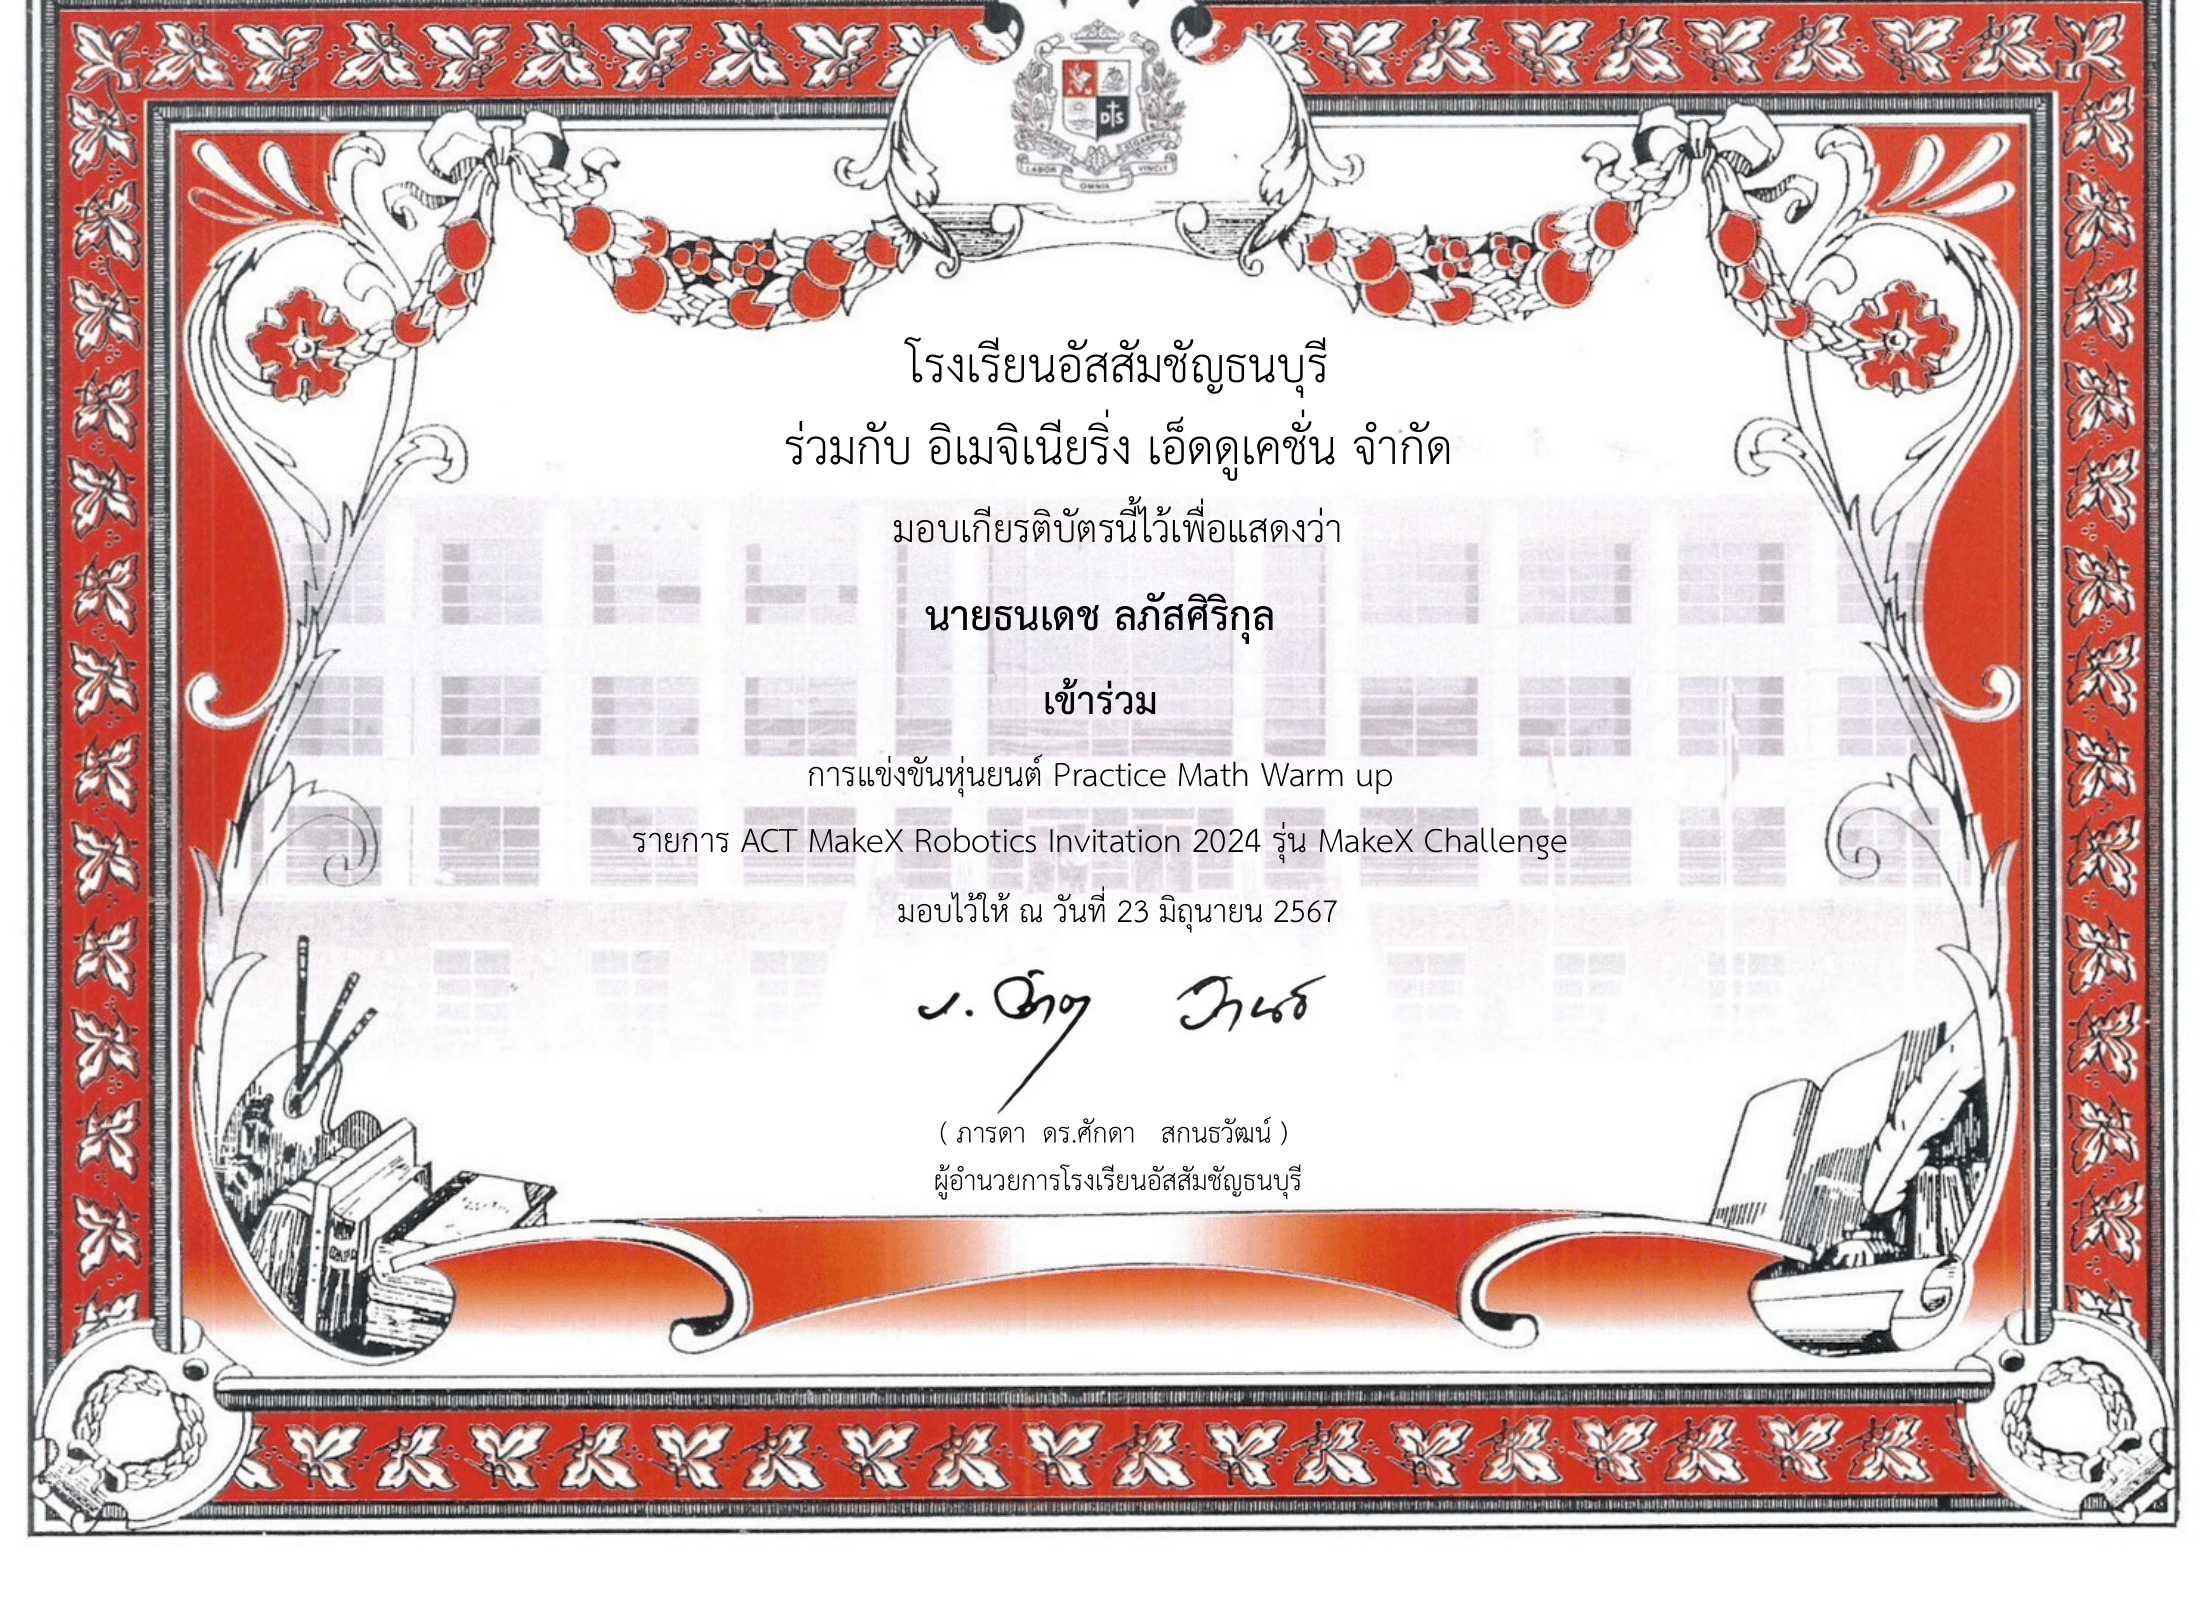 DS
LABOR OMNIA VINCIT
โรงเรียนอัสสัมชัญธนบุรี
ร่วมกับ อิเมจิเนียริ่ง เอ็ดดูเคชั่น จำกัด
มอบเกียรติบัตรนี้ไว้เพื่อแสดงว่า
นายธนเดช ลภัสศิริกุล
เข้าร่วม
การแข่งขันหุ่นยนต์ Practice Math Warm up
รายการ ACT MakeX Robotics Invitation 2024 รุ่น MakeX Challenge
มอบไว้ให้ ณ วันที่ 23 มิถุนายน 2567
( ภารดา ดร.ศักดา สกนธวัฒน์ )
ผู้อำนวยการโรงเรียนอัสสัมชัญธนบุรี